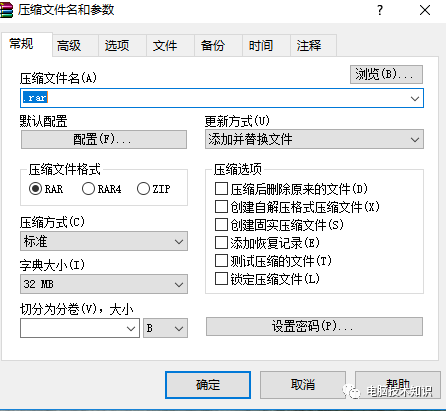 压缩文件名和参数
常规 高级 选项 文件 备份 时间 注释
压缩文件名(A) 浏览(B)...
.rar
默认配置 更新方式(U)
配置(F)... 添加并替换文件
压缩文件格式 压缩选项
RAR RAR4 ZIP 压缩后删除原来的文件(D)
创建自解压格式压缩文件(X)
压缩方式(C) 创建固实压缩文件(S)
标准 添加恢复记录(E)
字典大小(I) 测试压缩的文件(T)
32 MB 锁定压缩文件(L)
切分为分卷(V), 大小
B 设置密码(P)...
确定 取消 帮助
电脑技术知识